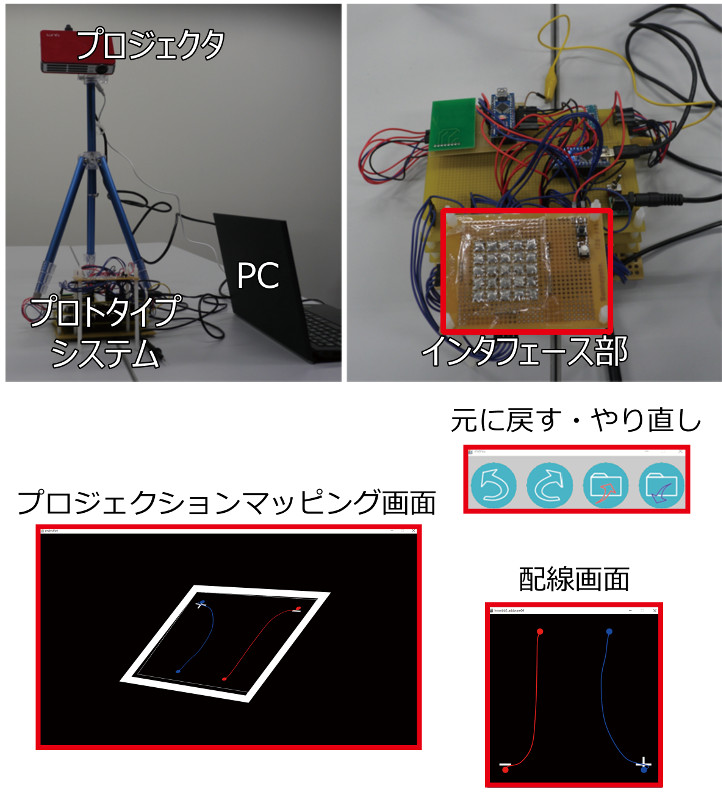 プロジェクタ
PC
プロトタイプ
システム
インタフェース部
元に戻す・やり直し
プロジェクションマッピング画面
配線画面